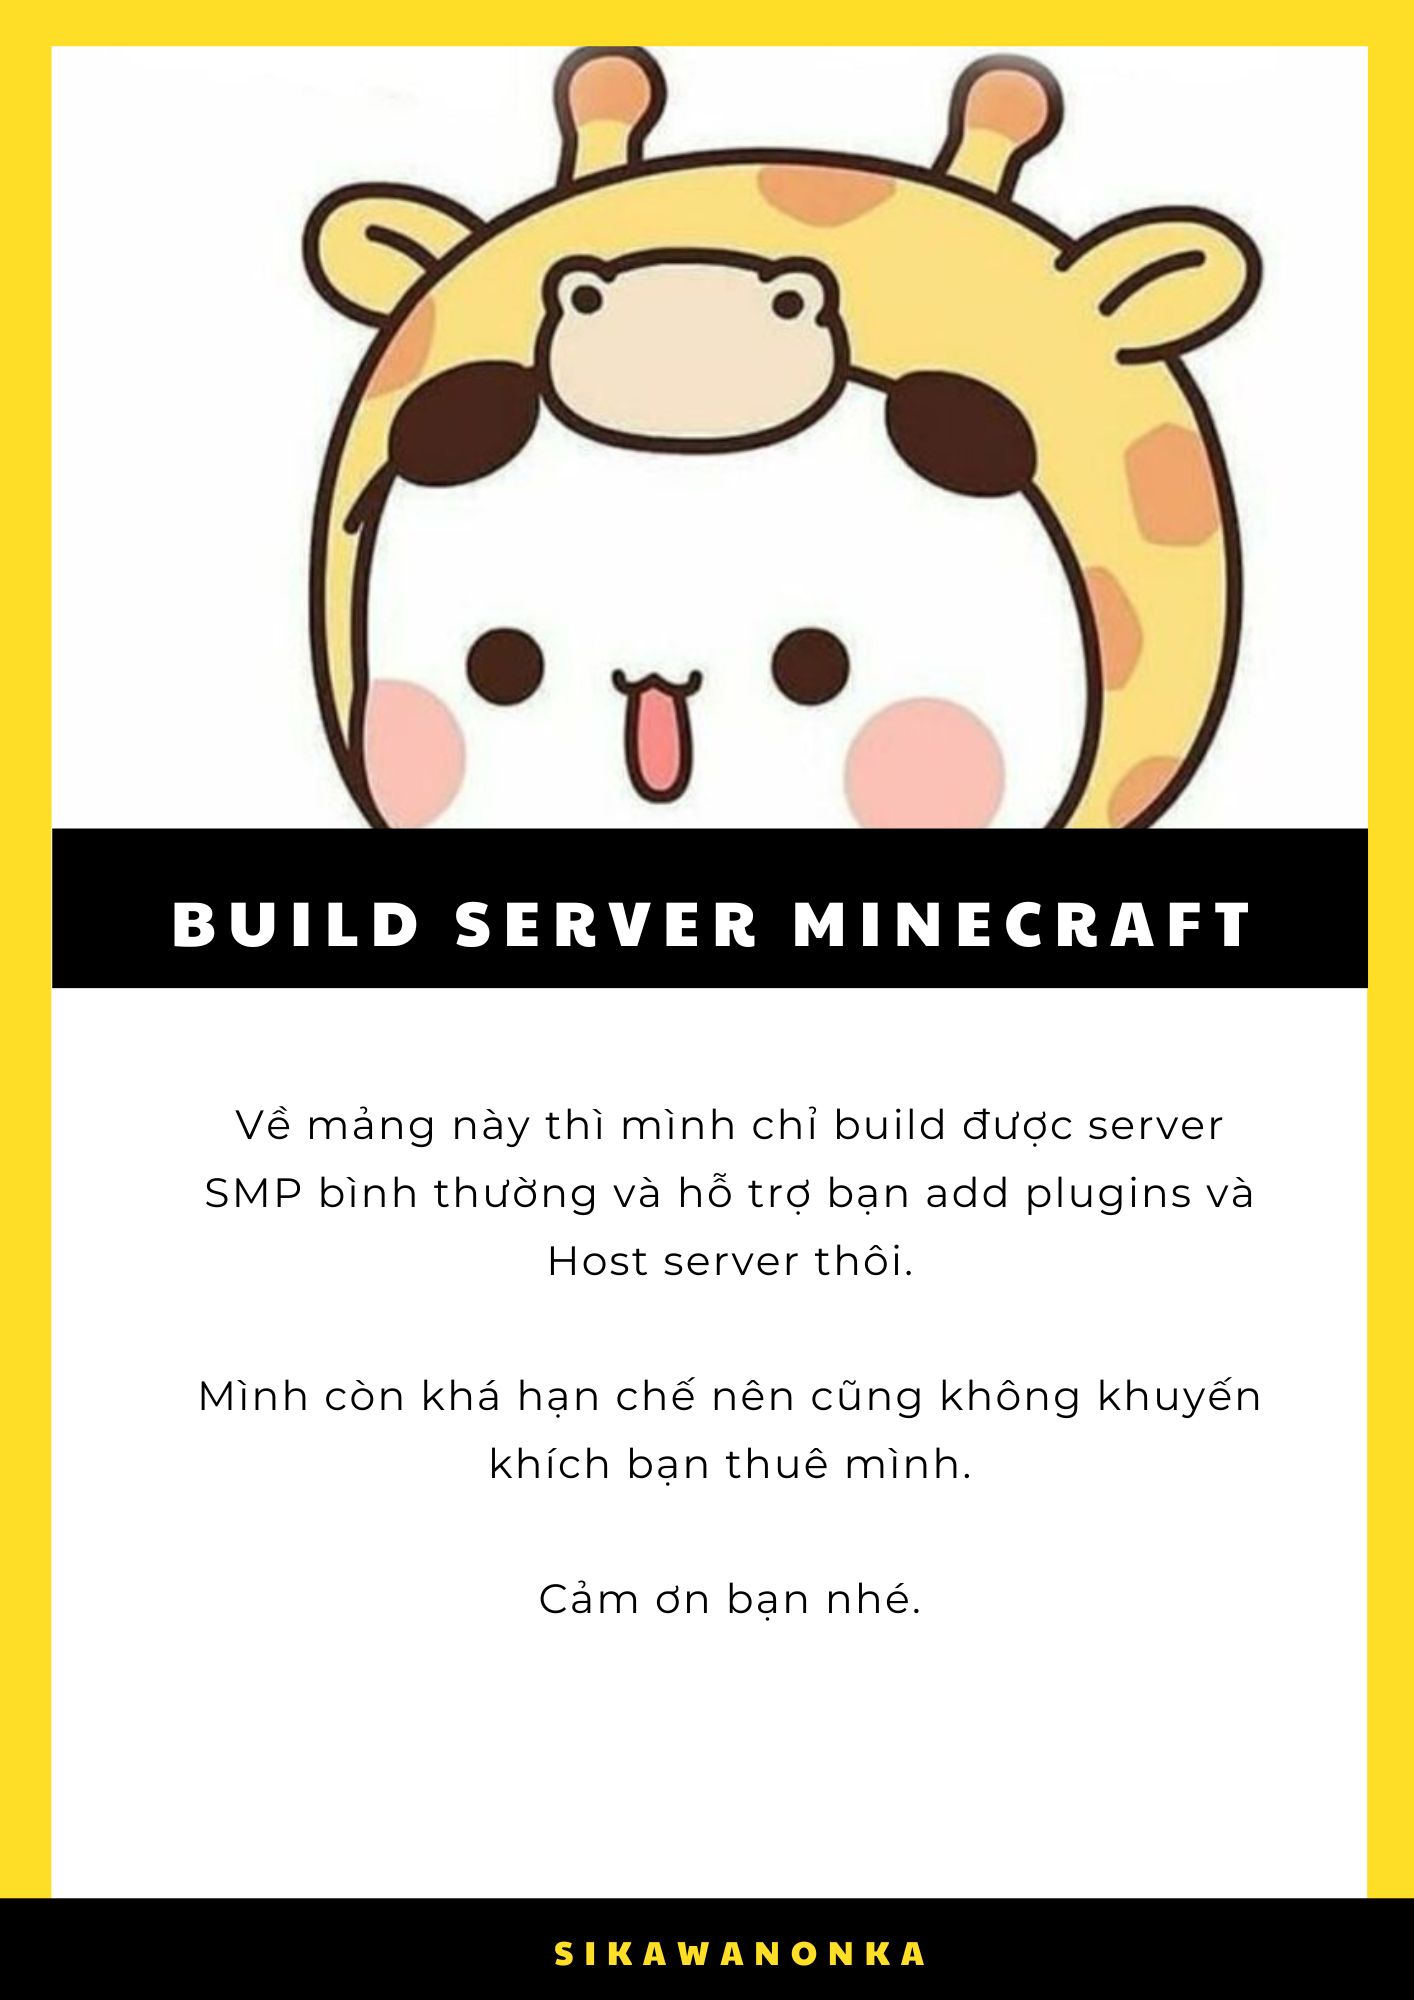 BUILD SERVER MINECRAFT
Về mảng này thì mình chỉ build được server
SMP bình thường và hỗ trợ bạn add plugins và
Host server thôi.
Mình còn khá hạn chế nên cũng không khuyến
khích bạn thuê mình.
Cảm ơn bạn nhé.
SIKAWANONKA